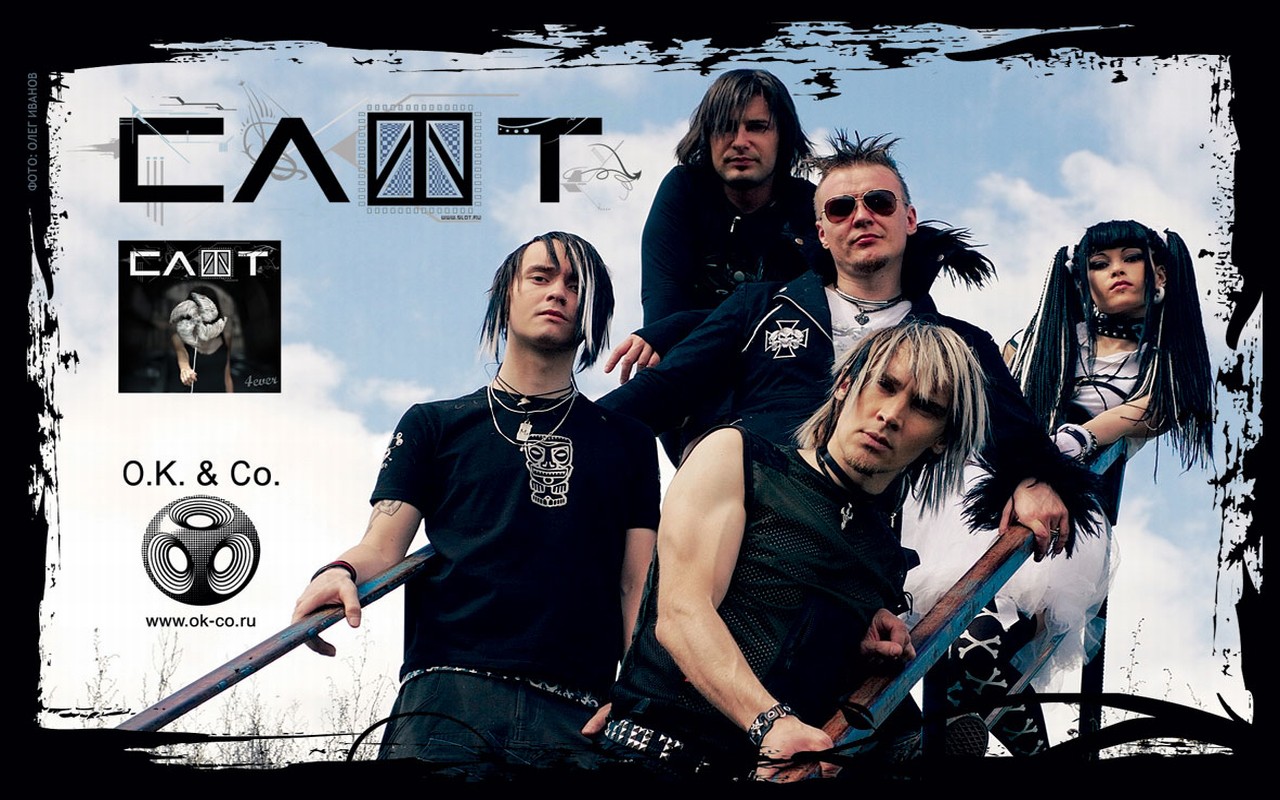 ФОТО: ОЛЕГ ИВАНОВ
СЛОТ
WWW.SLOT.RU
СЛОТ
4ever
O.K. & Co.
www.ok-co.ru